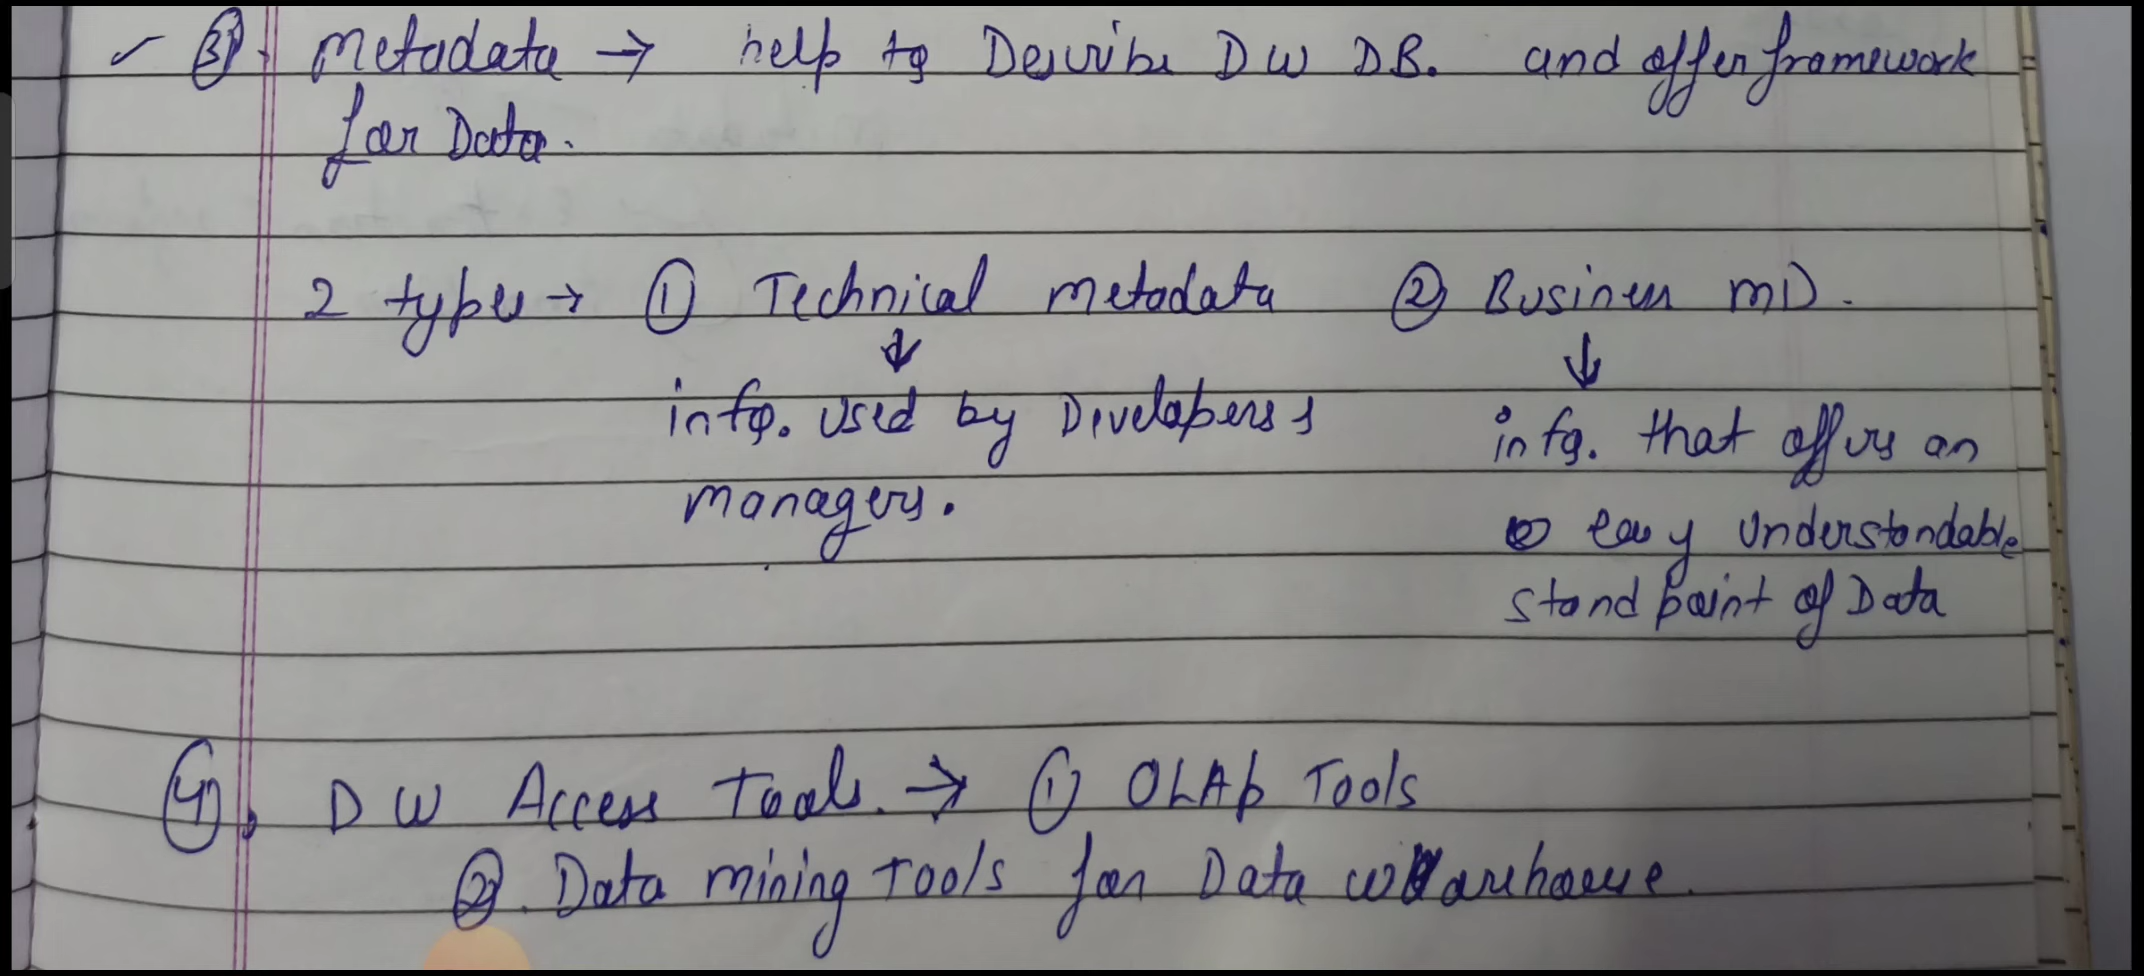 ✓ ③. Metadata → help to Describe DW DB. and offer framework
for Data.
2 types → ① Technical metadata ② Business MD.
↓ ↓
info. used by Developers &
managers.
info. that offers an
easy understandable
stand point of Data
④. DW Access Tools. → ① OLAP Tools
②. Data mining Tools for Data warehouse.